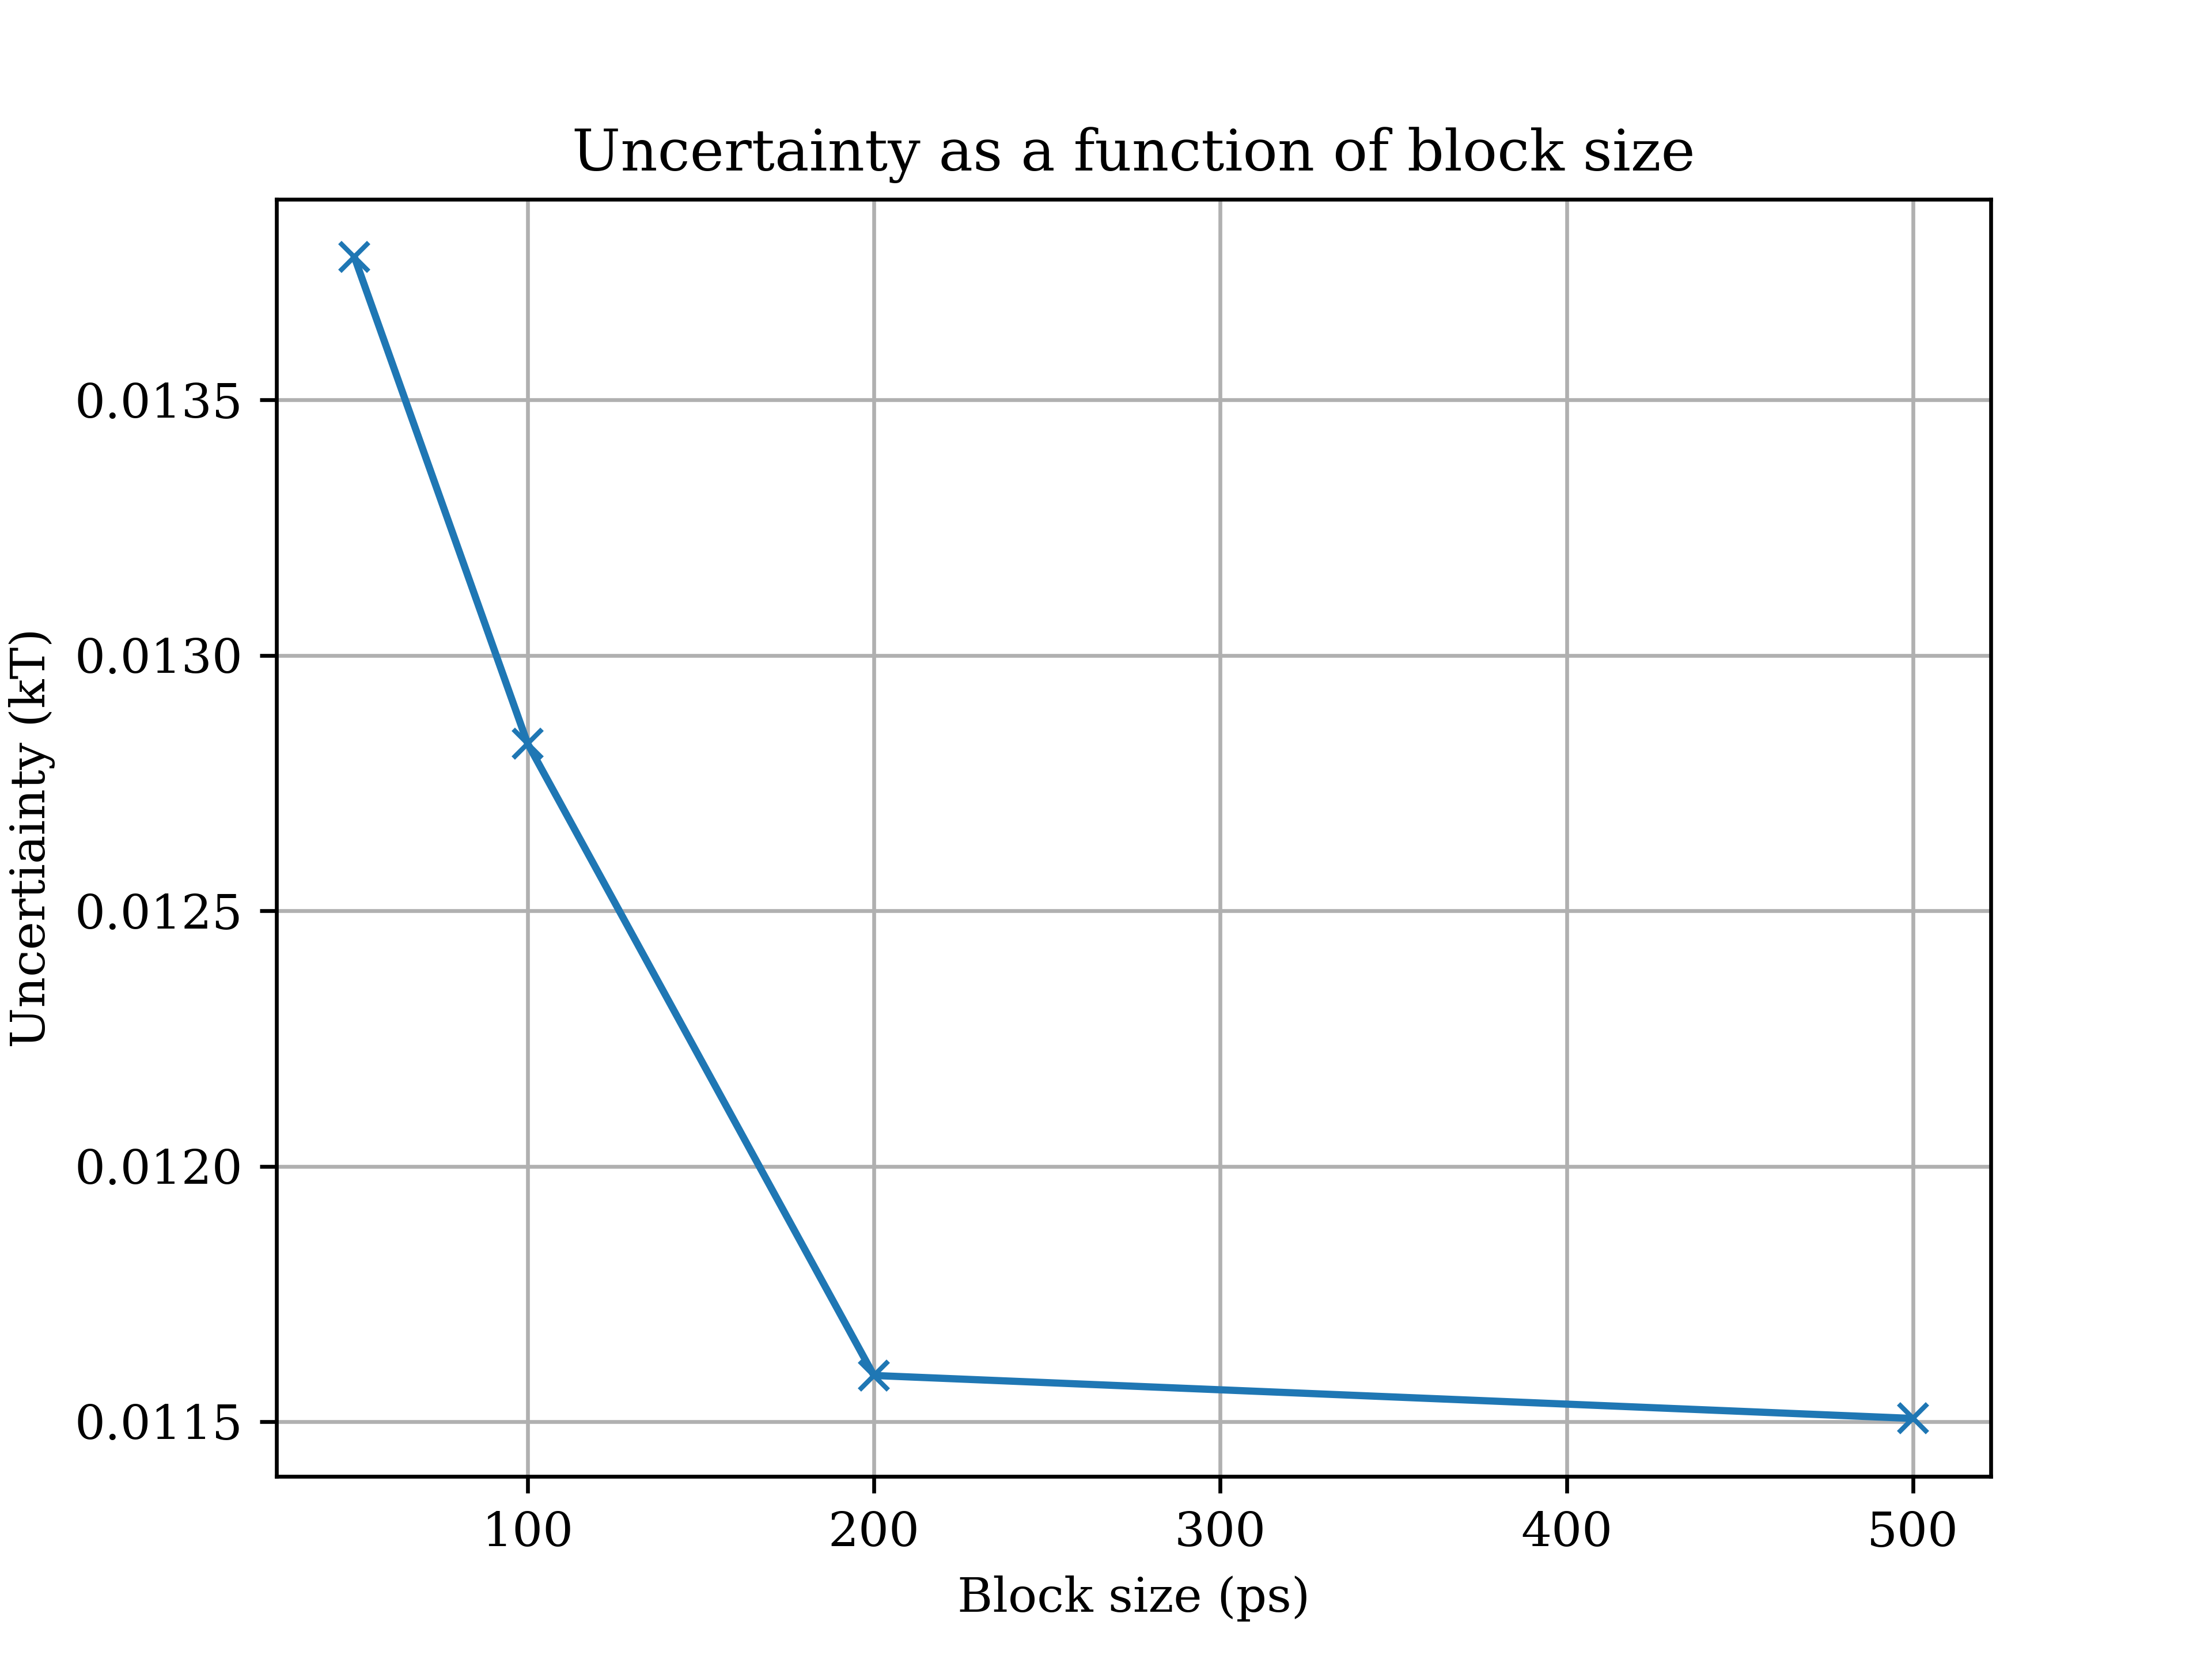 Uncertainty as a function of block size
Uncertiainty (kT)
0.0135
0.0130
0.0125
0.0120
0.0115
100 200 300 400 500
Block size (ps)